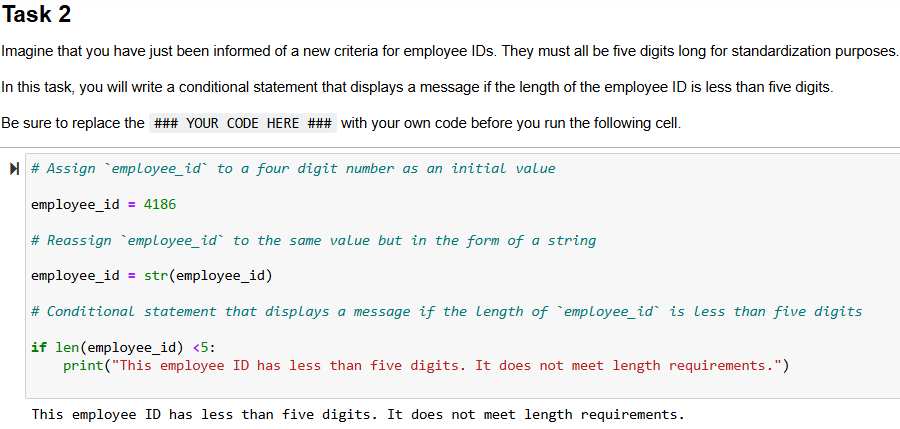 Task 2
Imagine that you have just been informed of a new criteria for employee IDs. They must all be five digits long for standardization purposes.
In this task, you will write a conditional statement that displays a message if the length of the employee ID is less than five digits.
Be sure to replace the ### YOUR CODE HERE ### with your own code before you run the following cell.
# Assign `employee_id` to a four digit number as an initial value
employee_id = 4186
# Reassign `employee_id` to the same value but in the form of a string
employee_id = str(employee_id)
# Conditional statement that displays a message if the length of `employee_id` is less than five digits
if len(employee_id) <5:
    print("This employee ID has less than five digits. It does not meet length requirements.")
This employee ID has less than five digits. It does not meet length requirements.